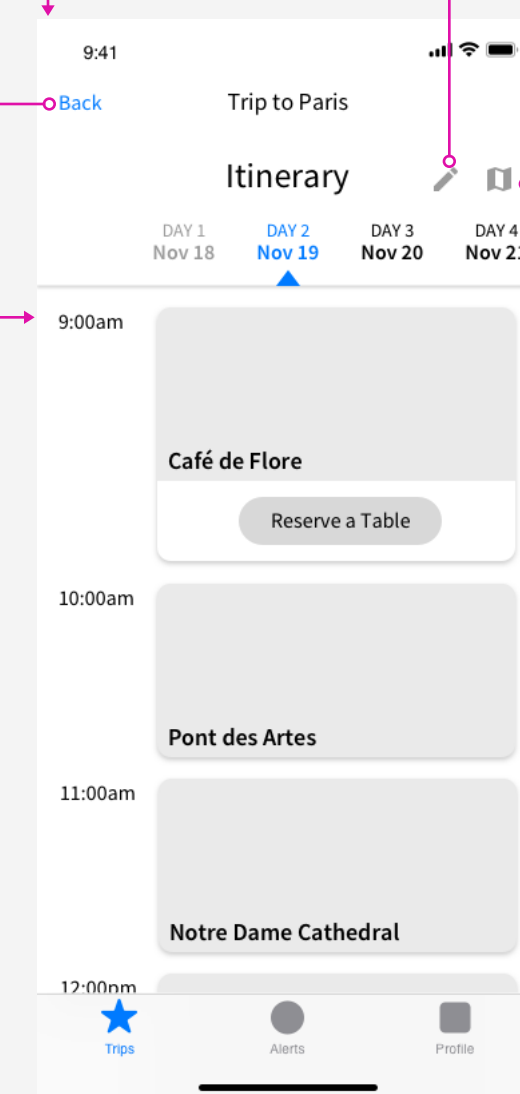 9:41
Back
Trip to Paris
Itinerary
DAY 1 DAY 2 DAY 3 DAY 4
Nov 18 Nov 19 Nov 20 Nov 21
9:00am
Café de Flore
Reserve a Table
10:00am
Pont des Artes
11:00am
Notre Dame Cathedral
12:00pm
Trips Alerts Profile